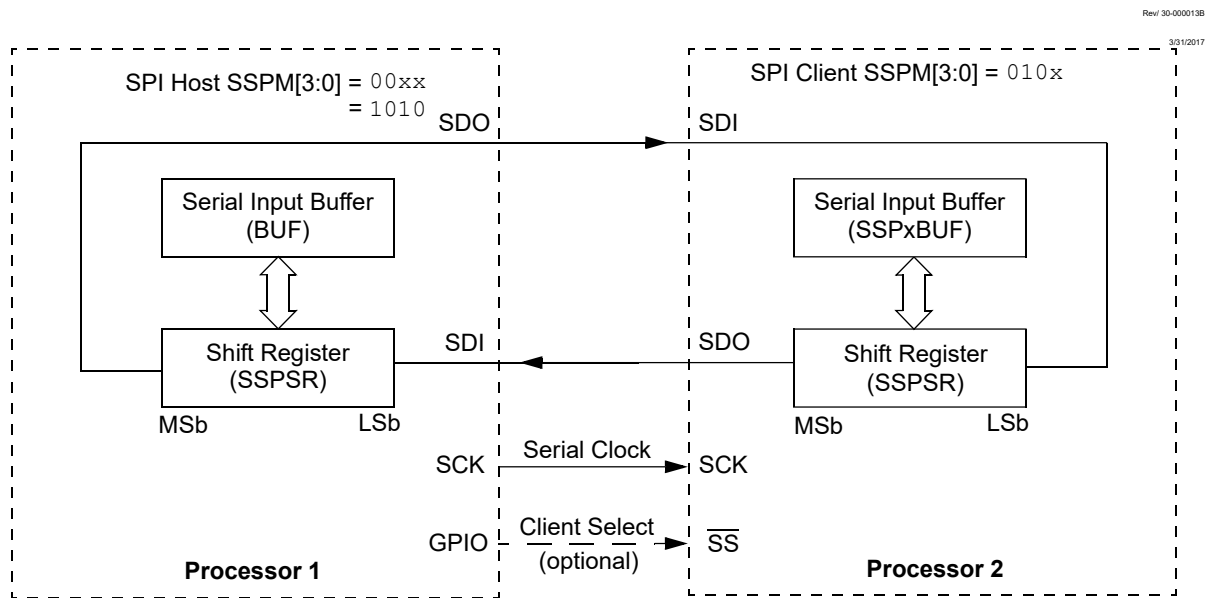 Rev/ 30-000013B
3/31/2017
SPI Host SSPM[3:0] = 00xx
= 1010
SPI Client SSPM[3:0] = 010x
SDO
SDI
Serial Input Buffer
(BUF)
Serial Input Buffer
(SSPxBUF)
Shift Register
(SSPSR)
SDI
SDO
Shift Register
(SSPSR)
MSb
LSb
MSb
LSb
SCK
Serial Clock
SCK
GPIO
Client Select
(optional)
SS
Processor 1
Processor 2